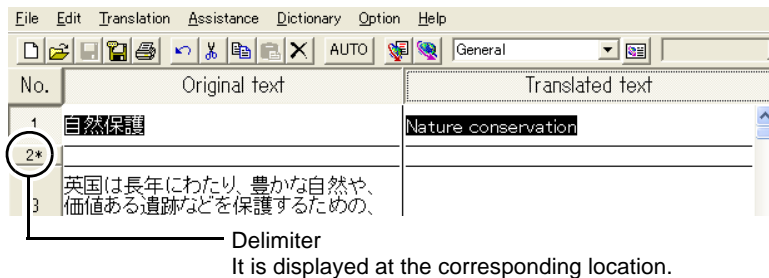 File Edit Translation Assistance Dictionary Option Help
AUTO General
No. Original text Translated text
1 自然保護 Nature conservation
2*
英国は長年にわたり、豊かな自然や、
3 価値ある遺跡などを保護するための、
Delimiter
It is displayed at the corresponding location.